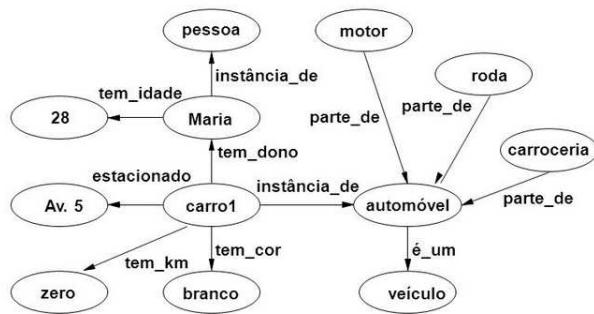 pessoa
motor
instância_de
roda
tem_idade
28
Maria
parte_de
parte_de
tem_dono
carroceria
estacionado
instância_de
Av. 5
carro1
automóvel
parte_de
tem_km
tem_cor
é_um
zero
branco
veículo